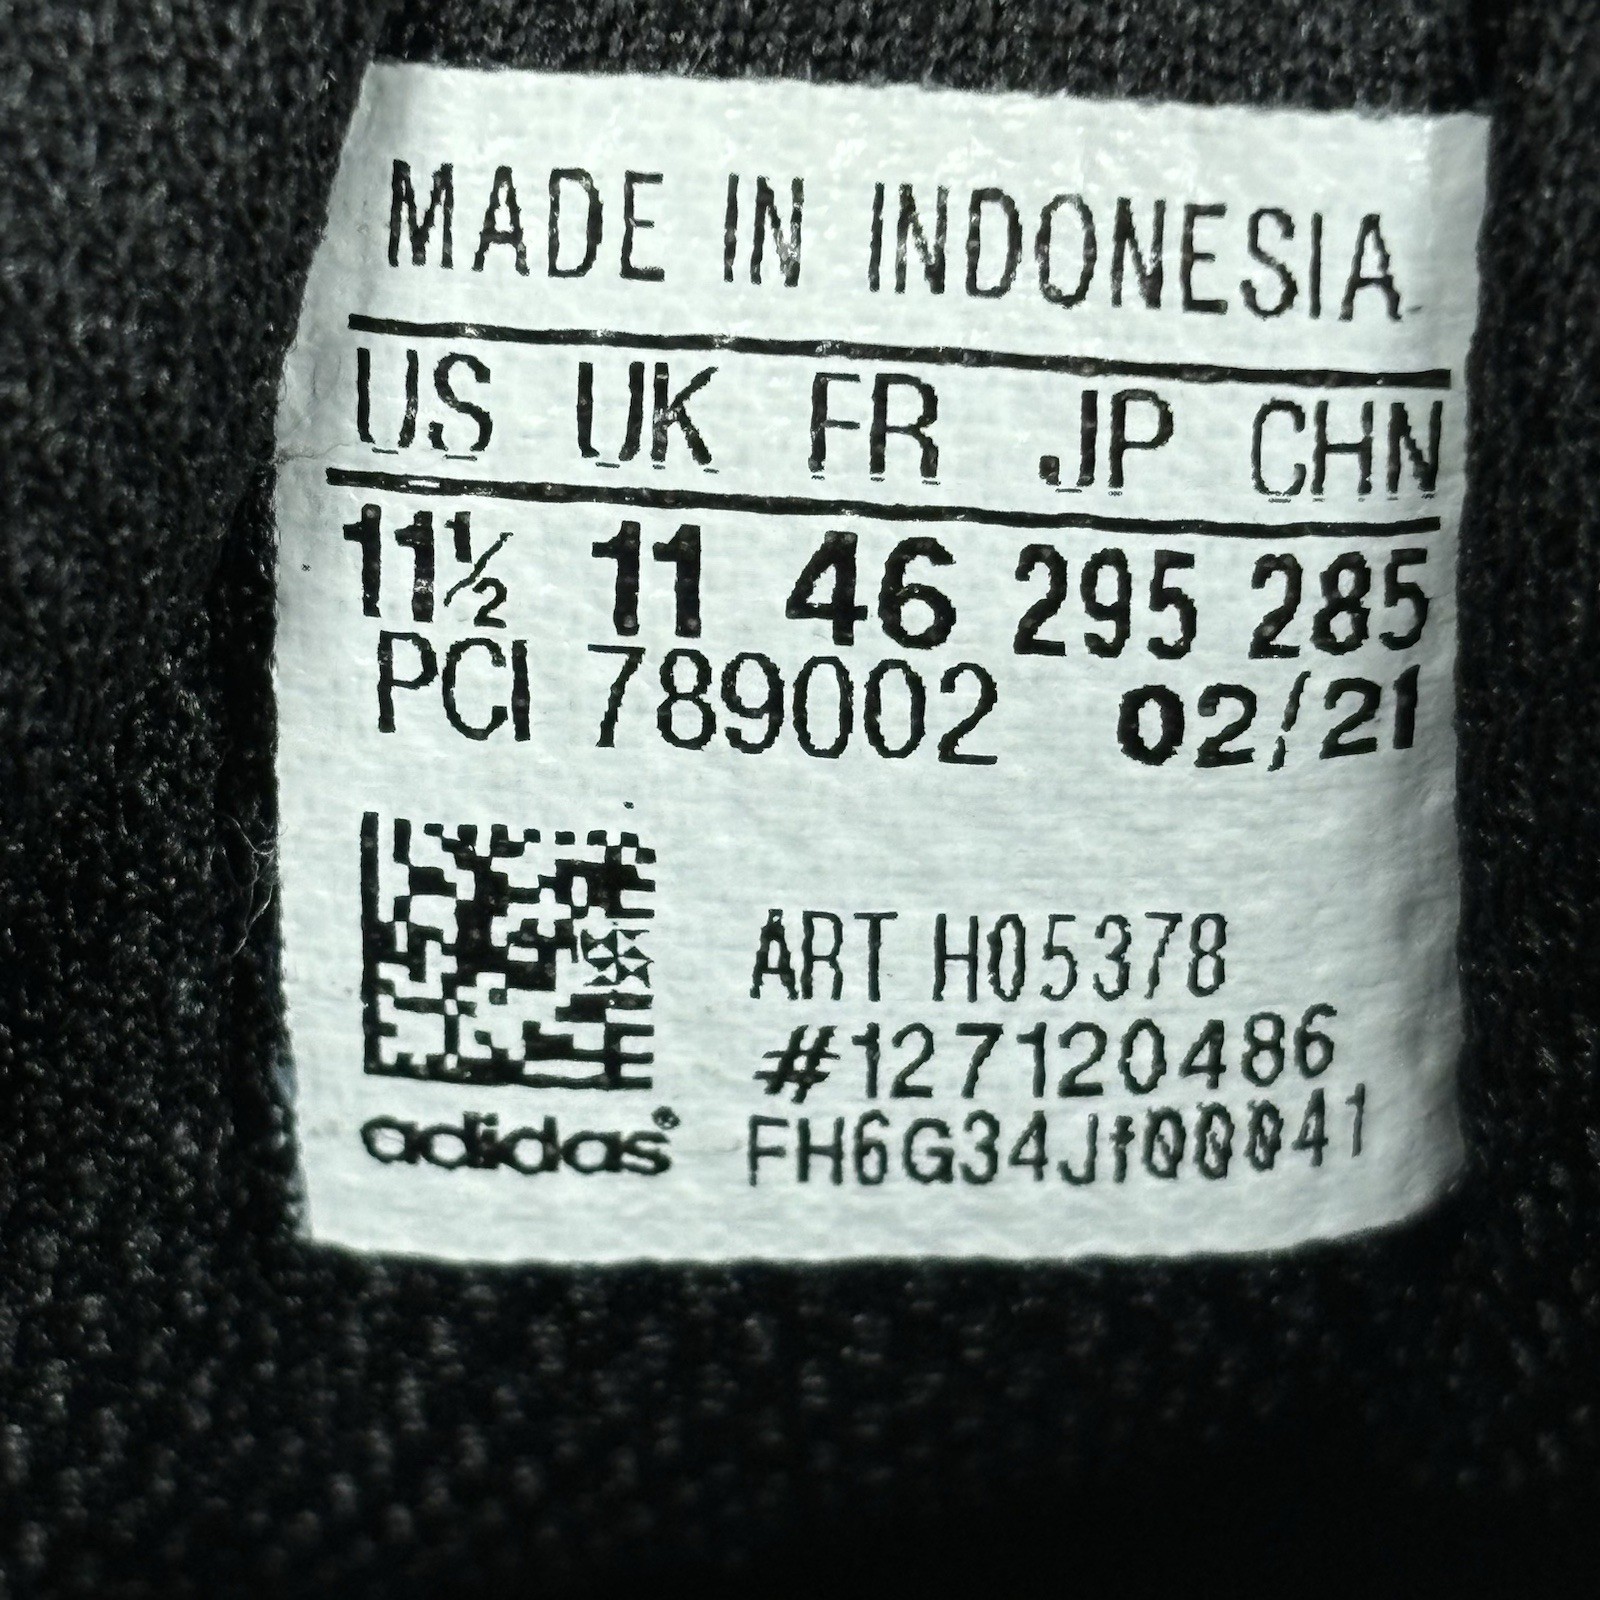 MADE IN INDONESIA
US UK FR JP CHN
11½ 11 46 295 285
PCI 789002 02/21
ART H05378
#127120486
adidas®